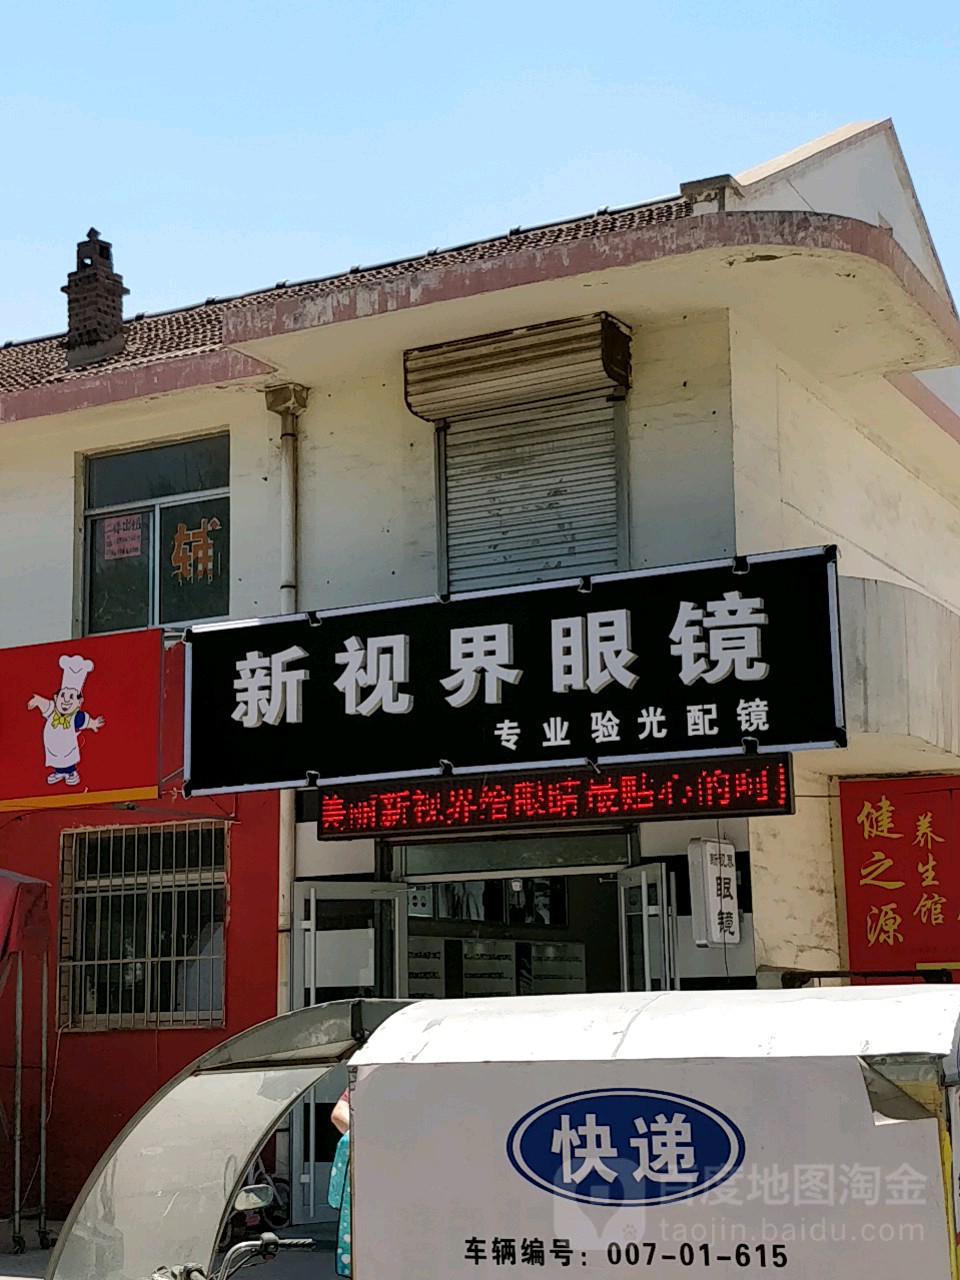 辅
新视界眼镜
专业验光配镜
美丽新视界给眼睛最贴心的呵
新视界
眼镜
健之源
养生馆
快递
车辆编号：007-01-615
百度地图淘金
taojin.baidu.com